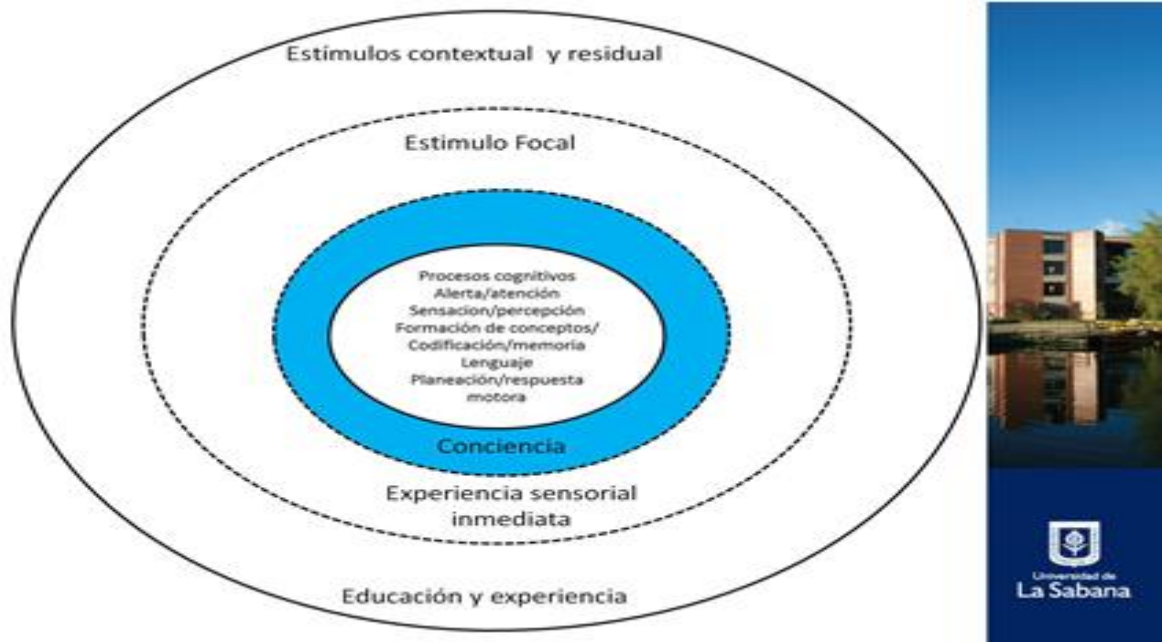 Estímulos contextual y residual
Estimulo Focal
Procesos cognitivos
Alerta/atención
Sensacion/percepción
Formación de conceptos/
Codificación/memoria
Lenguaje
Planeación/respuesta
motora
Conciencia
Experiencia sensorial
inmediata
Educación y experiencia
Universidad de
La Sabana